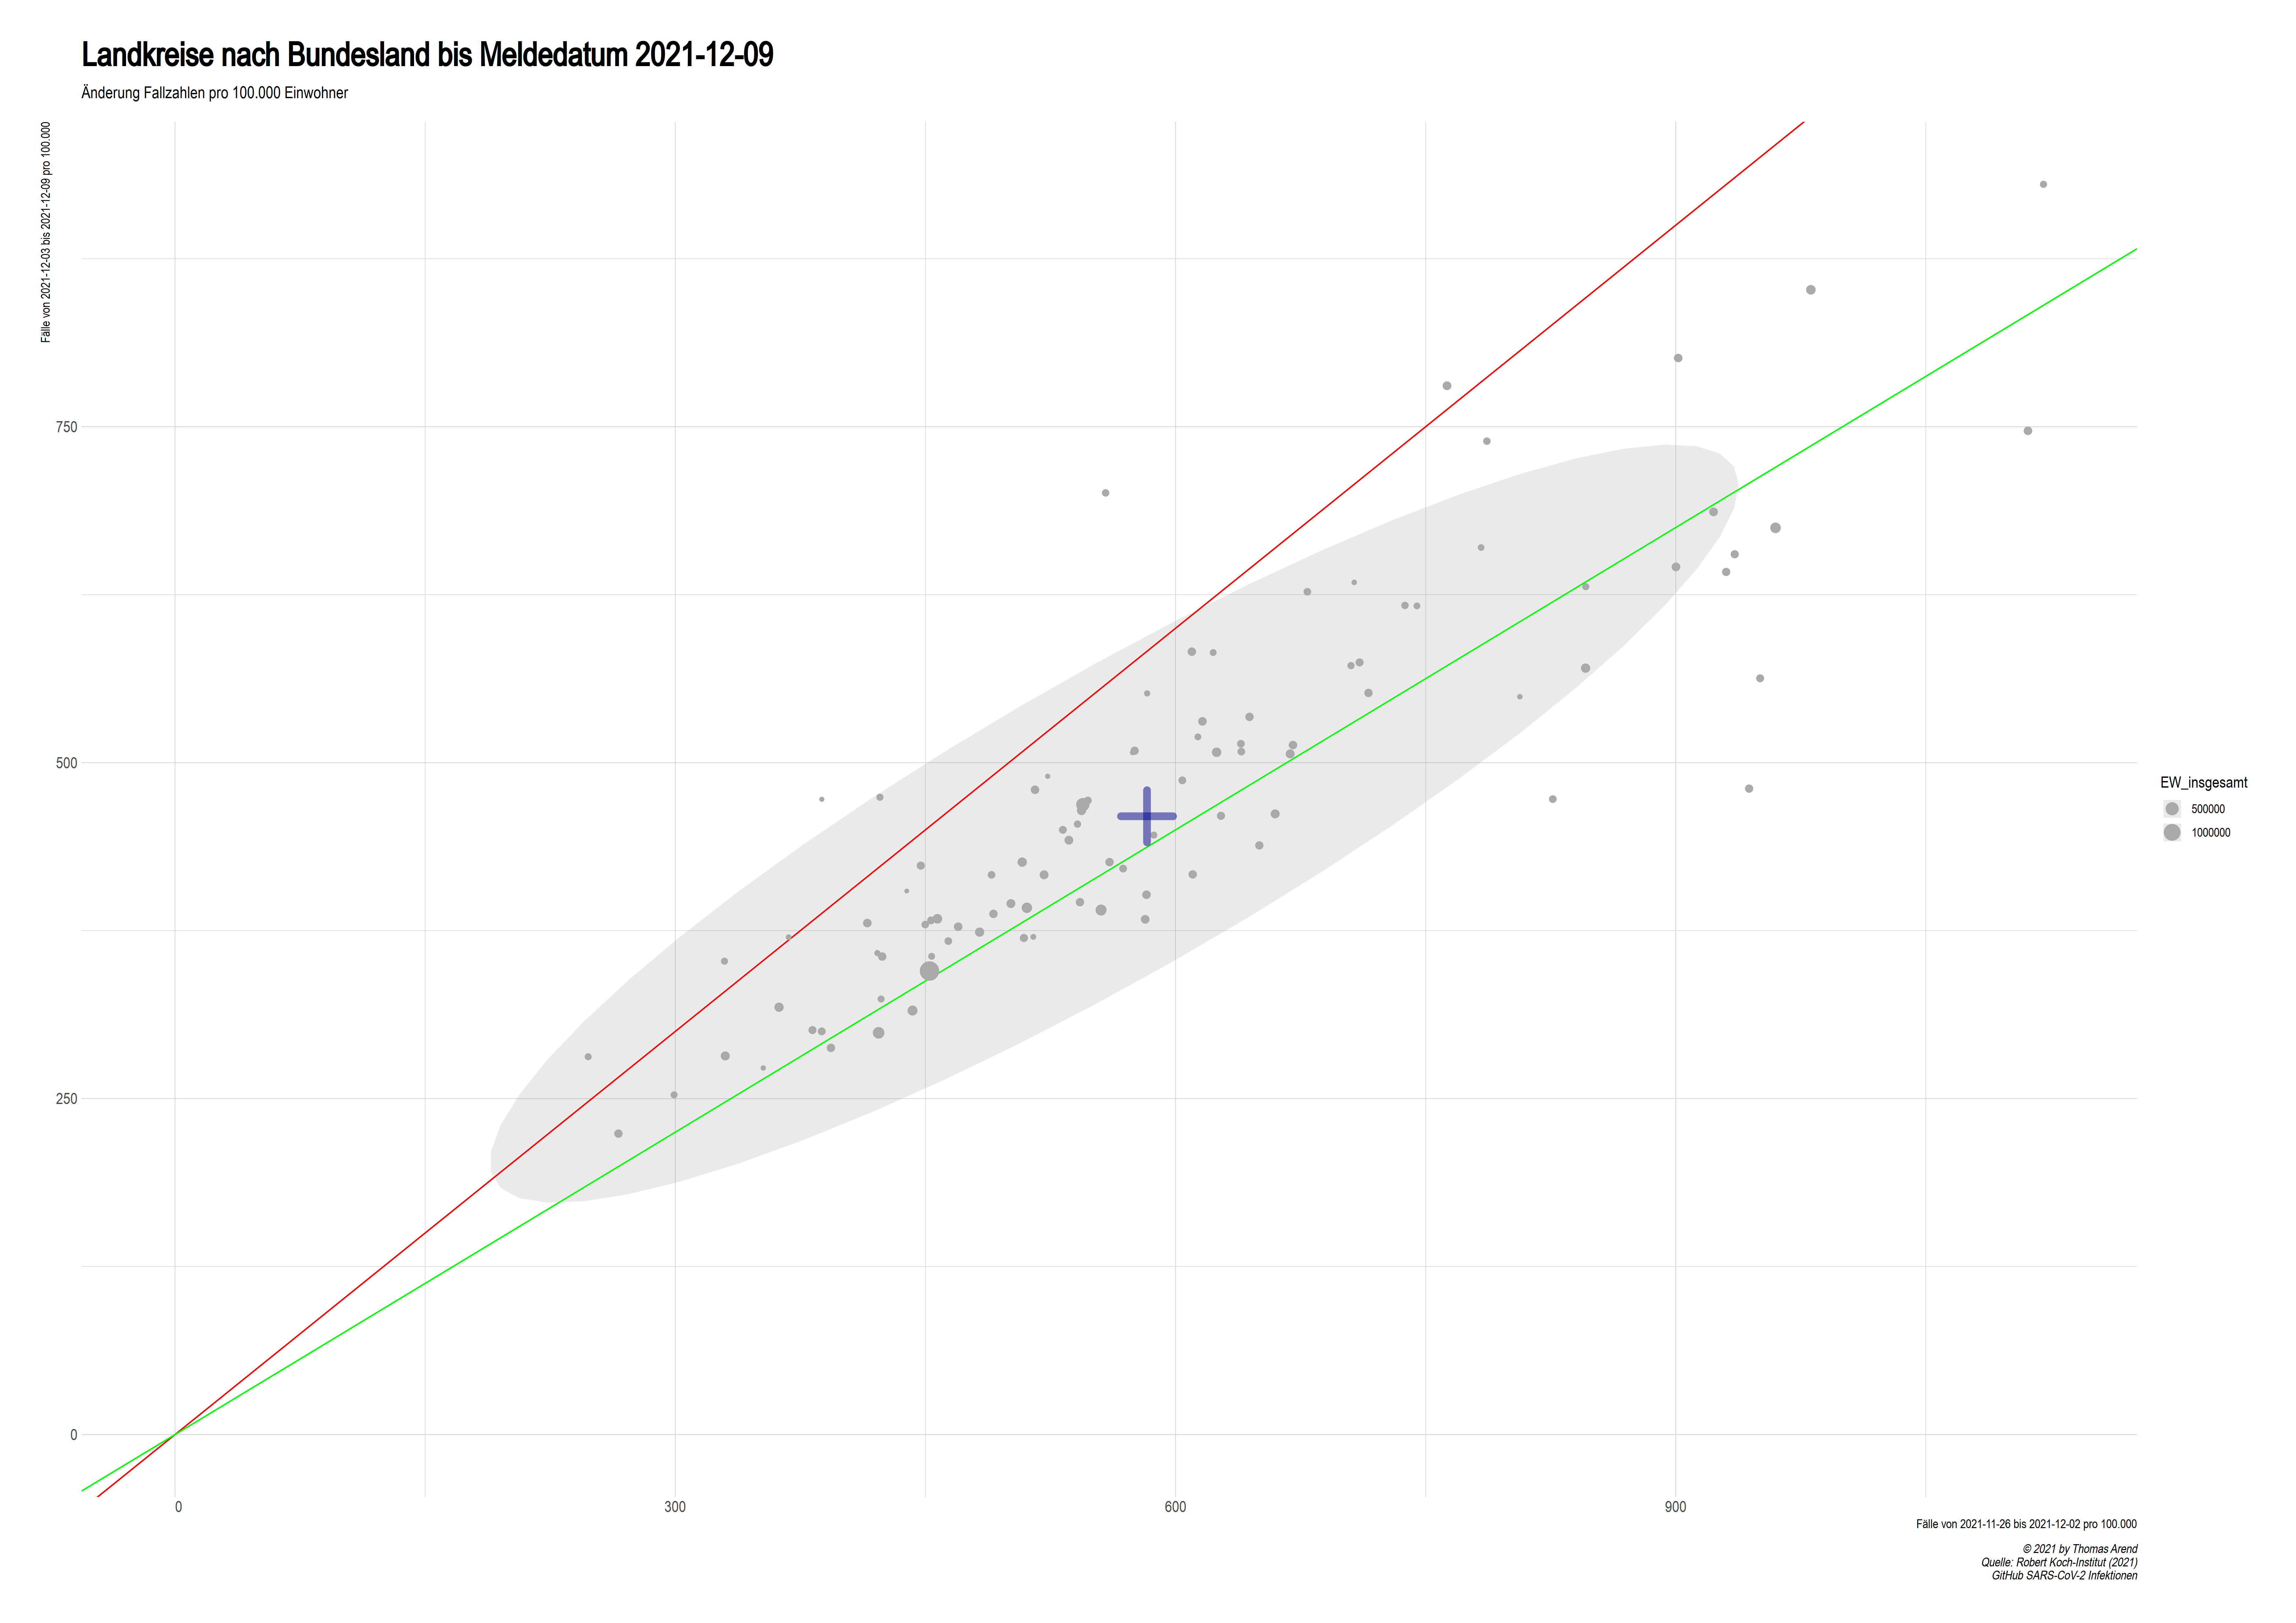 Landkreise nach Bundesland bis Meldedatum 2021-12-09
Änderung Fallzahlen pro 100.000 Einwohner
Fälle von 2021-12-03 bis 2021-12-09 pro 100.000
750
500
250
0
0
300
600
900
Fälle von 2021-11-26 bis 2021-12-02 pro 100.000
EW_insgesamt
500000
1000000
© 2021 by Thomas Arend
Quelle: Robert Koch-Institut (2021)
GitHub SARS-CoV-2 Infektionen